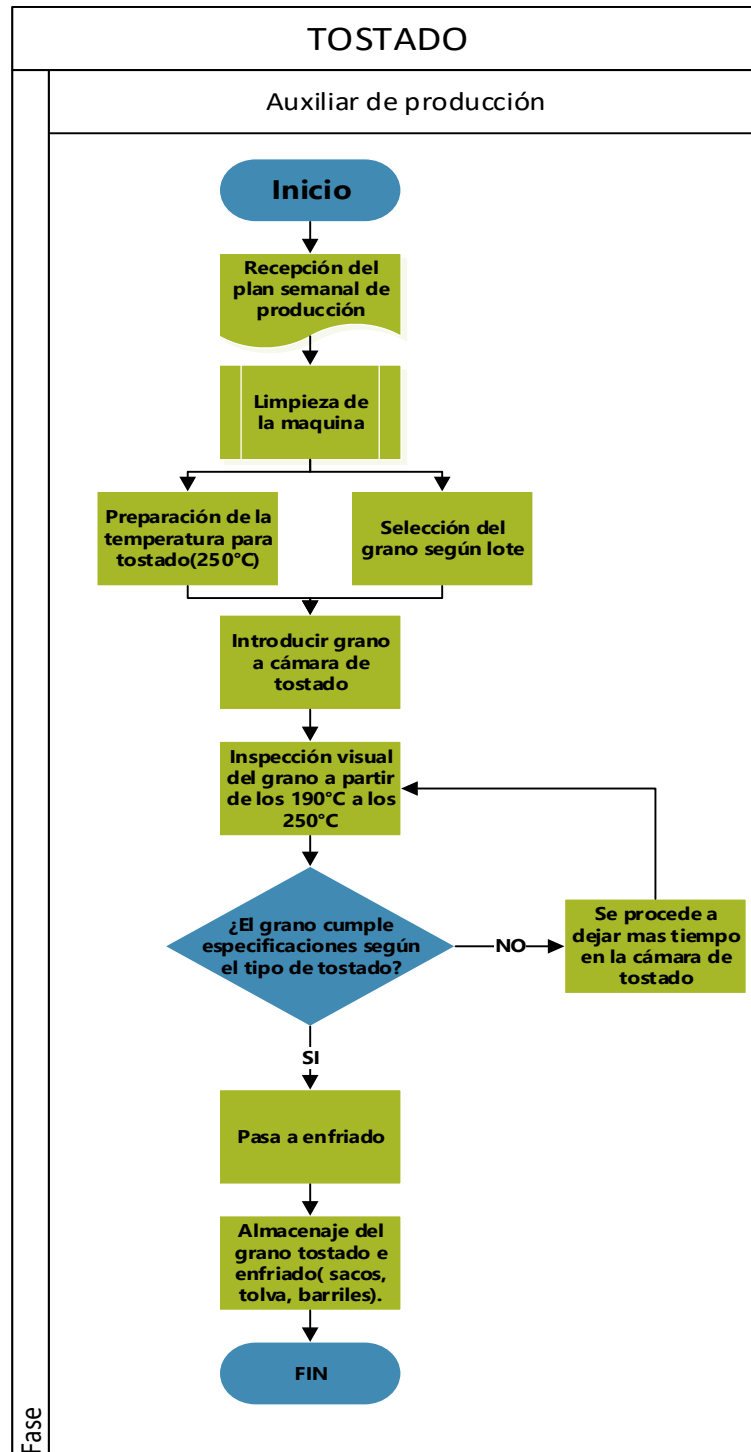 TOSTADO
Auxiliar de producción
Inicio
Recepción del
plan semanal de
producción
Limpieza de
la maquina
Preparación de la
temperatura para
tostado(250°C)
Selección del
grano según lote
Introducir grano
a cámara de
tostado
Inspección visual
del grano a partir
de los 190°C a los
250°C
¿El grano cumple
especificaciones según
el tipo de tostado?
NO
Se procede a
dejar mas tiempo
en la cámara de
tostado
SI
Pasa a enfriado
Almacenaje del
grano tostado e
enfriado( sacos,
tolva, barriles).
FIN
Fase